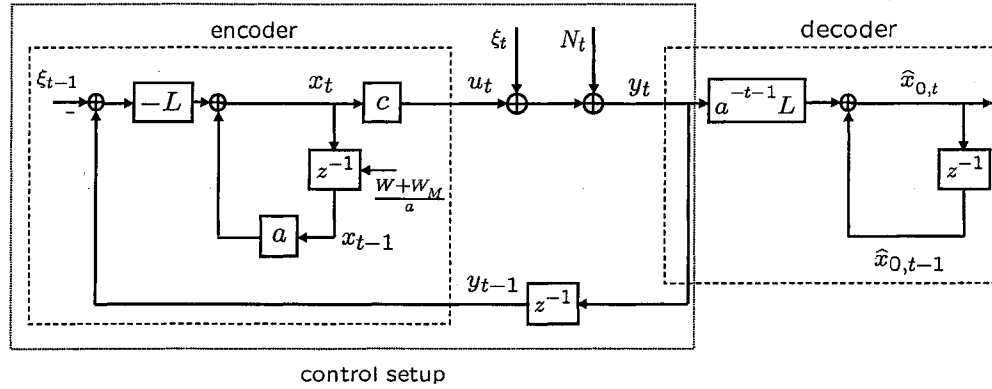 encoder
decoder
ξ_{t-1}
-
-L
x_t
c
u_t
ξ_t
N_t
y_t
a^{-t-1}L
x̂_{0,t}
z^{-1}
W+W_M
a
z^{-1}
a
x_{t-1}
y_{t-1}
z^{-1}
x̂_{0,t-1}
control setup